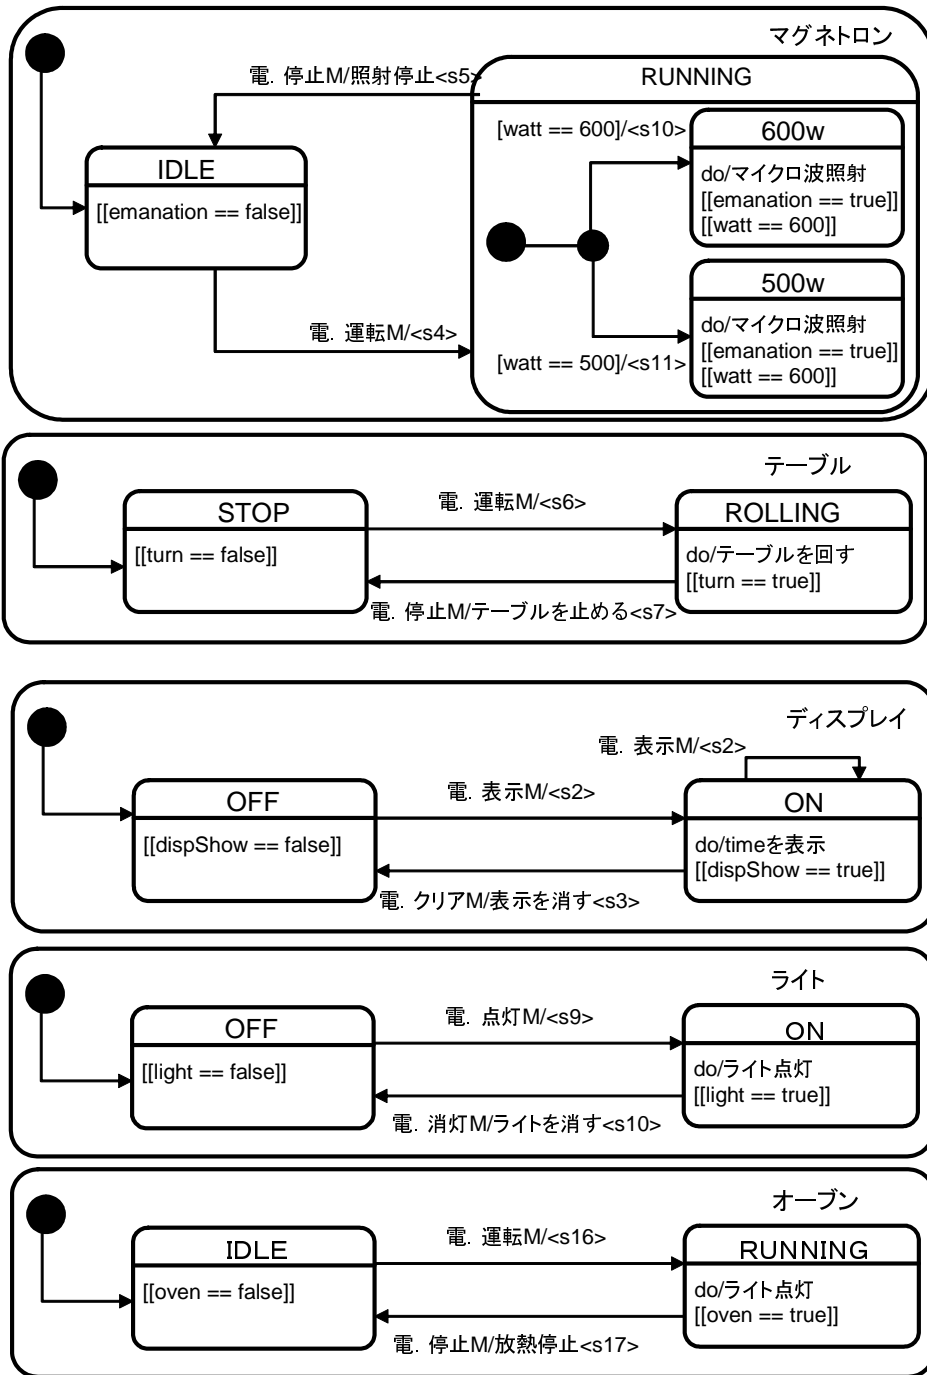 マグネトロン
電. 停止M/照射停止<s5>
RUNNING
[watt == 600]/<s10>
600w
do/マイクロ波照射
[[emanation == true]]
[[watt == 600]]
IDLE
[[emanation == false]]
500w
do/マイクロ波照射
[[emanation == true]]
[[watt == 600]]
電. 運転M/<s4>
[watt == 500]/<s11>
テーブル
電. 運転M/<s6>
STOP
[[turn == false]]
ROLLING
do/テーブルを回す
[[turn == true]]
電. 停止M/テーブルを止める<s7>
ディスプレイ
電. 表示M/<s2>
電. 表示M/<s2>
OFF
[[dispShow == false]]
ON
do/timeを表示
[[dispShow == true]]
電. クリアM/表示を消す<s3>
ライト
電. 点灯M/<s9>
OFF
[[light == false]]
ON
do/ライト点灯
[[light == true]]
電. 消灯M/ライトを消す<s10>
オーブン
電. 運転M/<s16>
IDLE
[[oven == false]]
RUNNING
do/ライト点灯
[[oven == true]]
電. 停止M/放熱停止<s17>